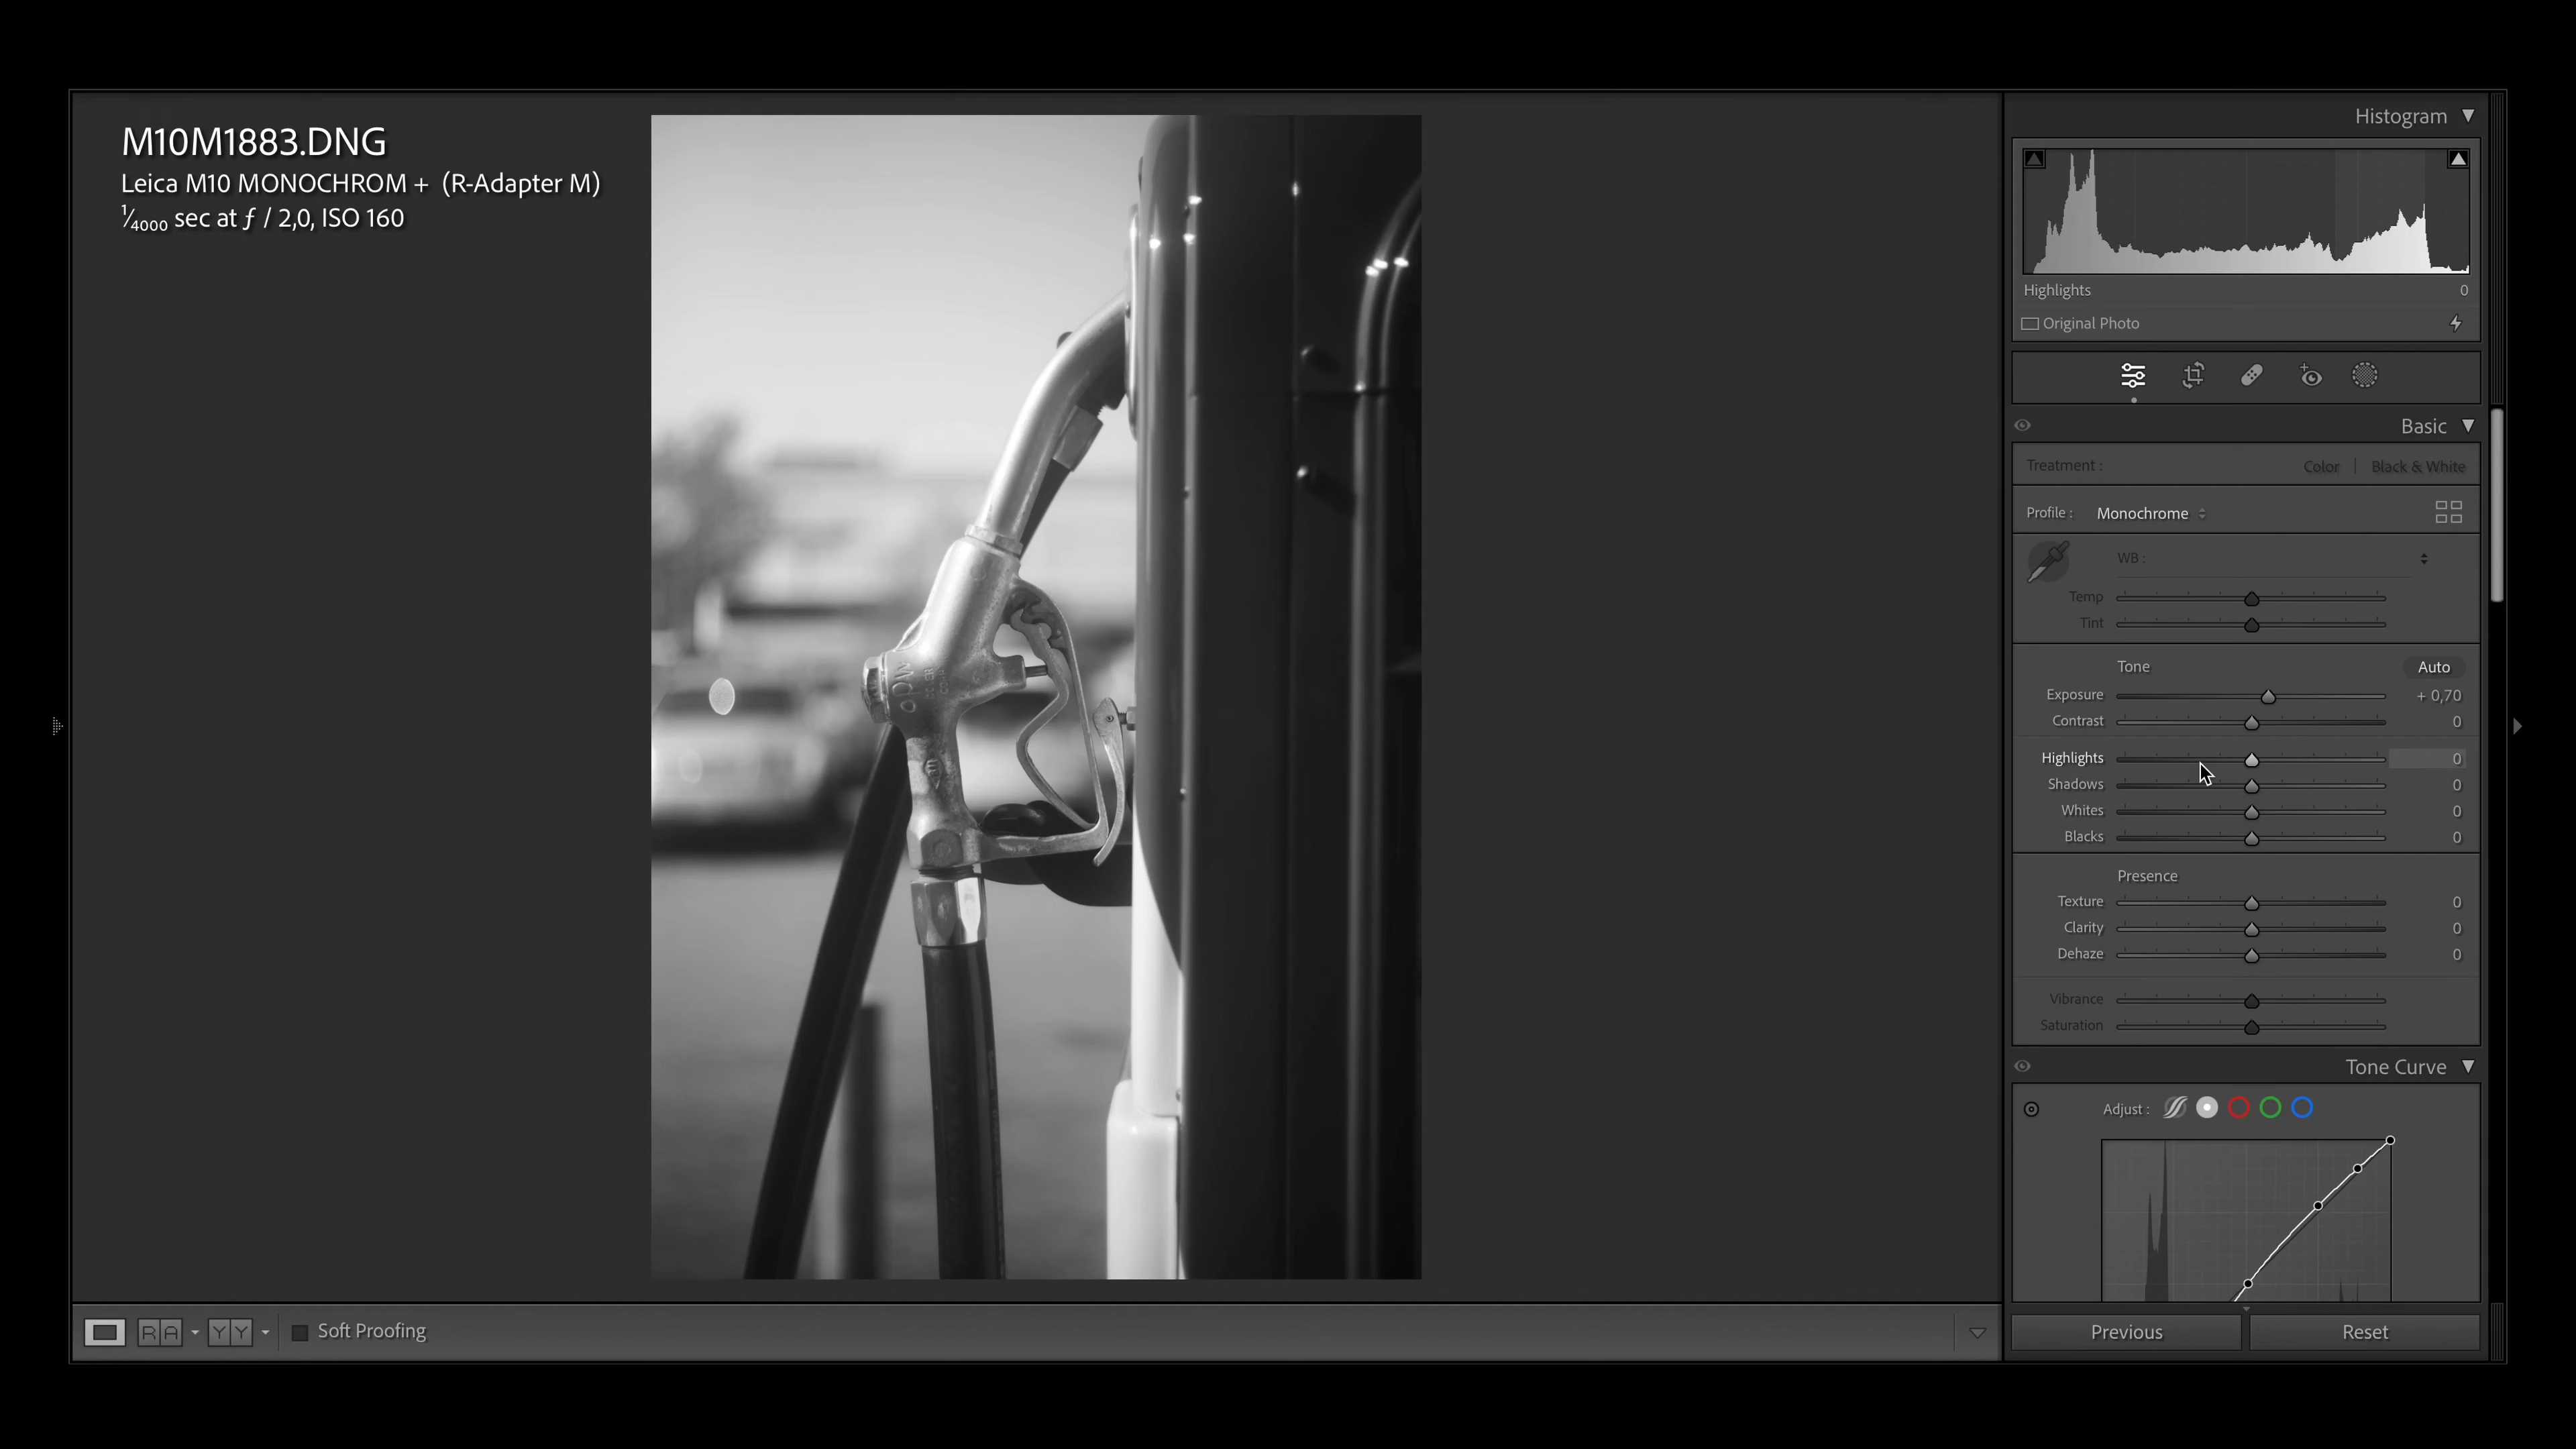 M10M1883.DNG
Leica M10 MONOCHROM + (R-Adapter M)
1/4000 sec at ƒ / 2,0, ISO 160
opw
Histogram
Highlights 0
Original Photo
Basic
Treatment : Color | Black & White
Profile : Monochrome
WB :
Temp
Tint
Tone Auto
Exposure + 0,70
Contrast 0
Highlights 0
Shadows 0
Whites 0
Blacks 0
Presence
Texture 0
Clarity 0
Dehaze 0
Vibrance
Saturation
Tone Curve
Adjust :
R A Y Y Soft Proofing
Previous Reset